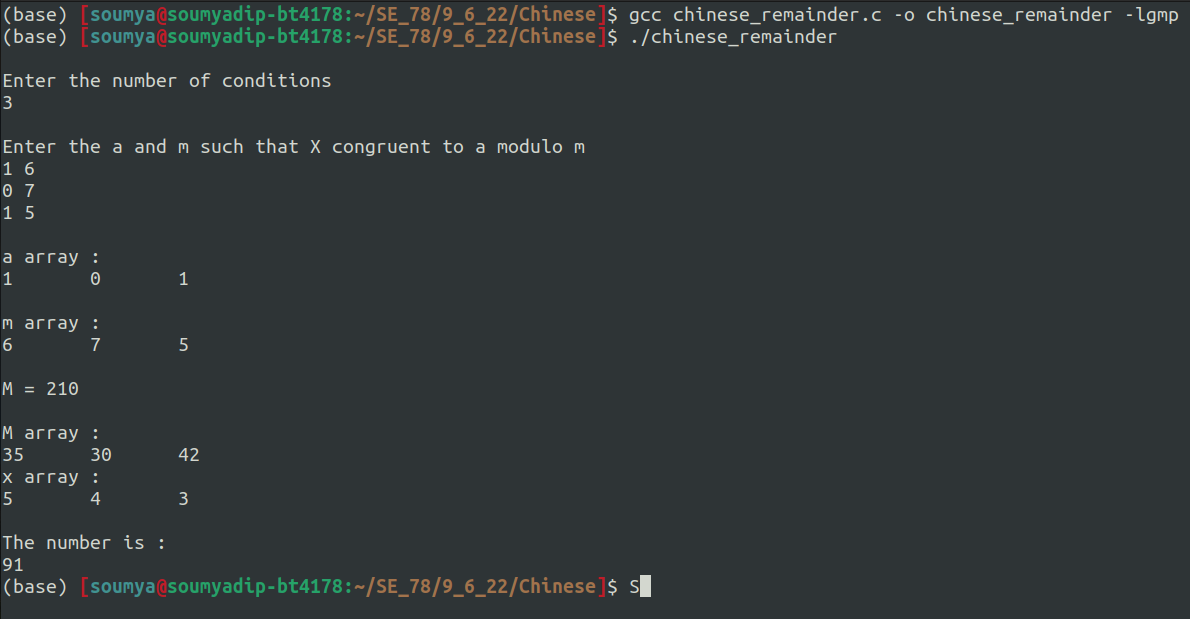 (base) [soumya@soumyadip-bt4178:~/SE_78/9_6_22/Chinese]$ gcc chinese_remainder.c -o chinese_remainder -lgmp
(base) [soumya@soumyadip-bt4178:~/SE_78/9_6_22/Chinese]$ ./chinese_remainder
Enter the number of conditions
3
Enter the a and m such that X congruent to a modulo m
1 6
0 7
1 5
a array :
1 0 1
m array :
6 7 5
M = 210
M array :
35 30 42
x array :
5 4 3
The number is :
91
(base) [soumya@soumyadip-bt4178:~/SE_78/9_6_22/Chinese]$ S